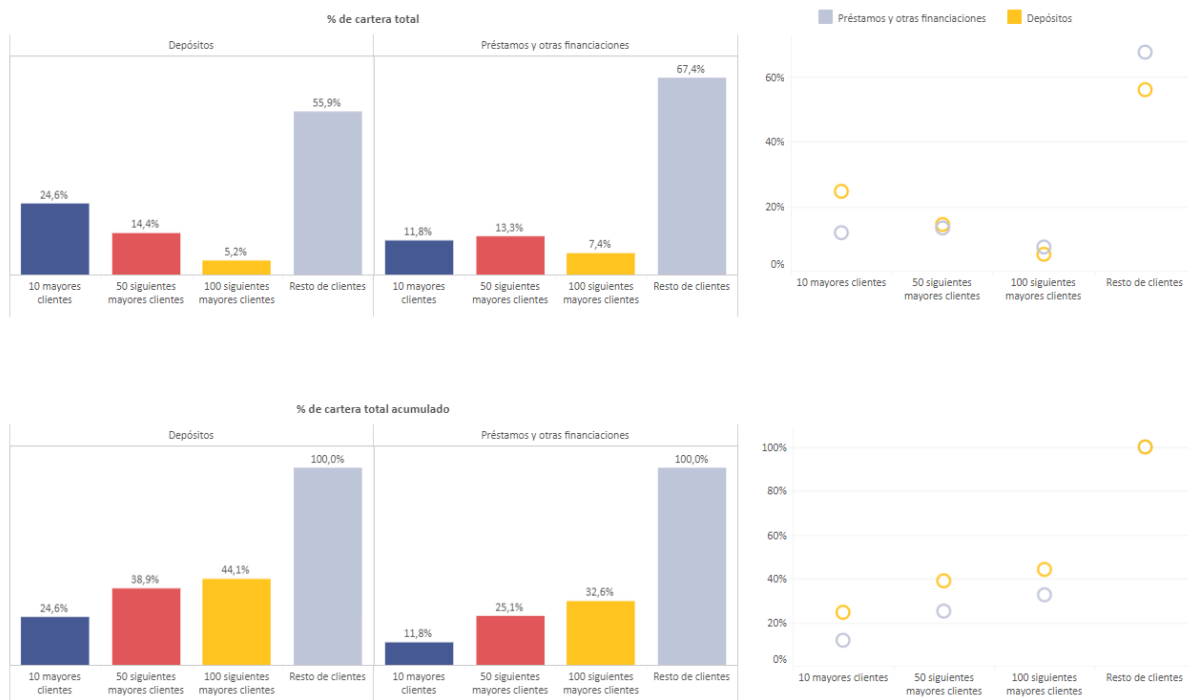 % de cartera total
Depósitos
Préstamos y otras financiaciones
24,6%
14,4%
5,2%
55,9%
11,8%
13,3%
7,4%
67,4%
10 mayores
clientes
50 siguientes
mayores clientes
100 siguientes
mayores clientes
Resto de clientes
10 mayores
clientes
50 siguientes
mayores clientes
100 siguientes
mayores clientes
Resto de clientes
Préstamos y otras financiaciones
Depósitos
60%
40%
20%
0%
10 mayores clientes
50 siguientes
mayores clientes
100 siguientes
mayores clientes
Resto de clientes
% de cartera total acumulado
Depósitos
Préstamos y otras financiaciones
24,6%
38,9%
44,1%
100,0%
11,8%
25,1%
32,6%
100,0%
10 mayores
clientes
50 siguientes
mayores clientes
100 siguientes
mayores clientes
Resto de clientes
10 mayores
clientes
50 siguientes
mayores clientes
100 siguientes
mayores clientes
Resto de clientes
100%
80%
60%
40%
20%
0%
10 mayores clientes
50 siguientes
mayores clientes
100 siguientes
mayores clientes
Resto de clientes